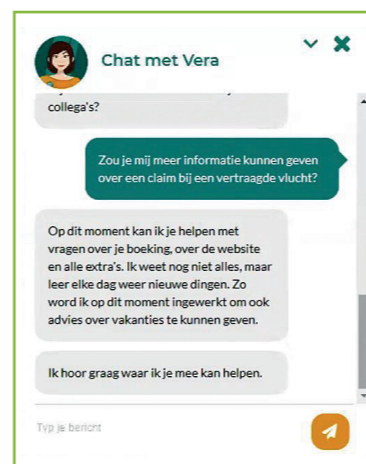 Chat met Vera
collega's?
Zou je mij meer informatie kunnen geven
over een claim bij een vertraagde vlucht?
Op dit moment kan ik je helpen met
vragen over je boeking, over de website
en alle extra's. Ik weet nog niet alles, maar
leer elke dag weer nieuwe dingen. Zo
word ik op dit moment ingewerkt om ook
advies over vakanties te kunnen geven.
Ik hoor graag waar ik je mee kan helpen.
Typ je bericht